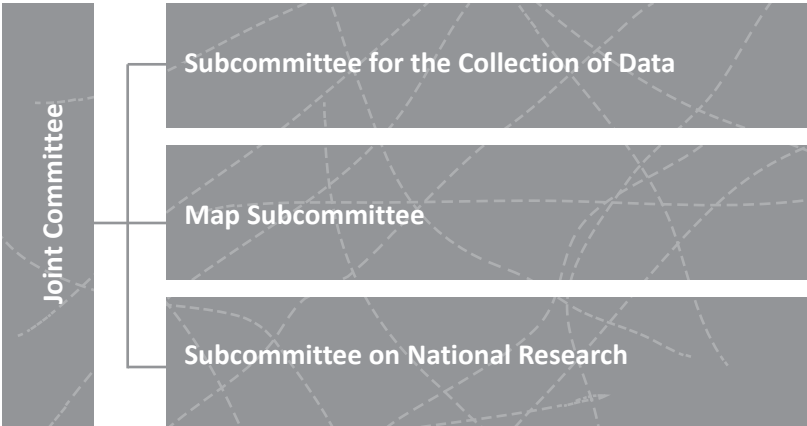 Joint Committee
Subcommittee for the Collection of Data
Map Subcommittee
Subcommittee on National Research